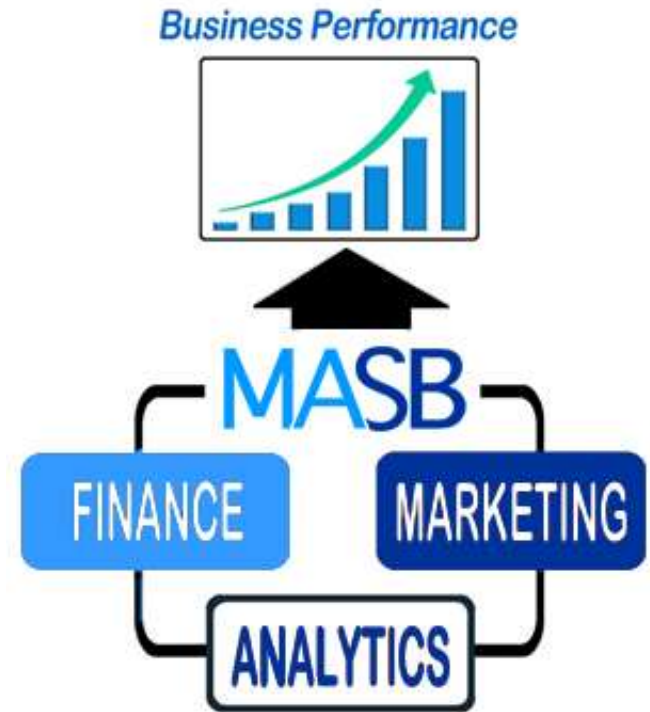 Business Performance
MASB
FINANCE
MARKETING
ANALYTICS